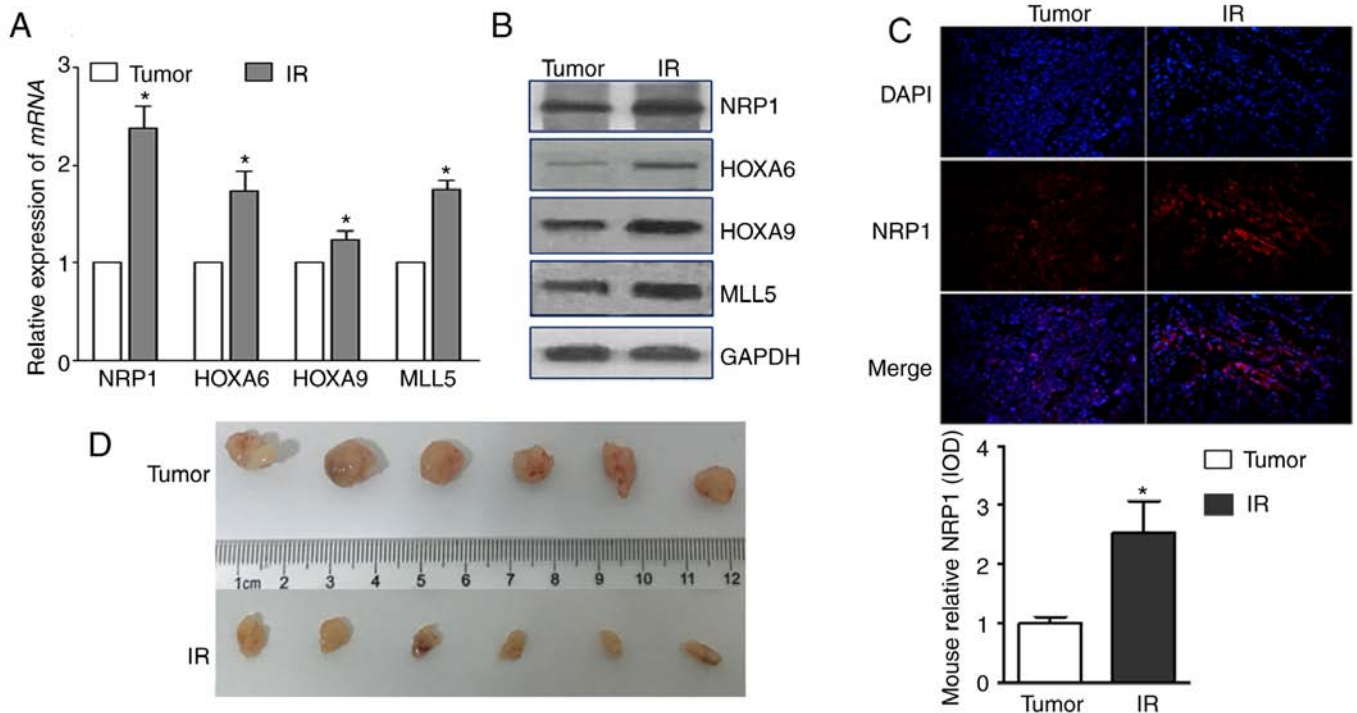 A
Relative expression of mRNA
3
2
1
0
Tumor
IR
*
*
*
*
NRP1
HOXA6
HOXA9
MLL5
B
Tumor
IR
NRP1
HOXA6
HOXA9
MLL5
GAPDH
C
Tumor
IR
DAPI
NRP1
Merge
Mouse relative NRP1 (IOD)
4
3
2
1
0
*
Tumor
IR
Tumor
IR
D
Tumor
1cm 2 3 4 5 6 7 8 9 10 11 12
IR